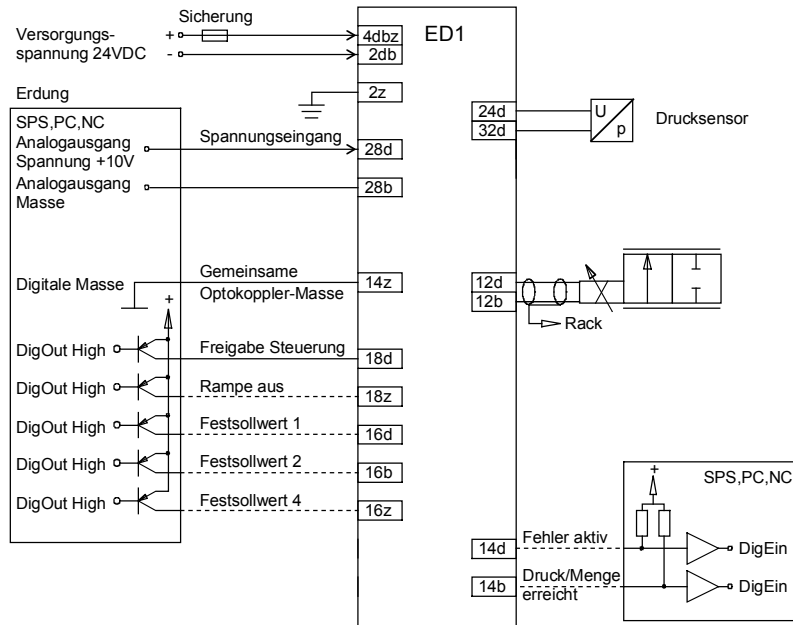 Sicherung
Versorgungs-
spannung 24VDC
+
-
4dbz
2db
ED1
Erdung
2z
24d
32d
U
p
Drucksensor
SPS,PC,NC
Analogausgang
Spannung +10V
Spannungseingang
28d
Analogausgang
Masse
28b
Digitale Masse
Gemeinsame
Optokoppler-Masse
14z
12d
12b
Rack
+
DigOut High
Freigabe Steuerung
18d
DigOut High
Rampe aus
18z
DigOut High
Festsollwert 1
16d
DigOut High
Festsollwert 2
16b
DigOut High
Festsollwert 4
16z
+
SPS,PC,NC
14d
Fehler aktiv
DigEin
14b
Druck/Menge
erreicht
DigEin